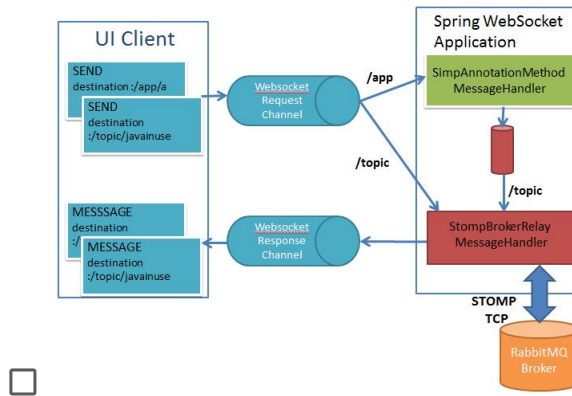 UI Client
SEND
destination :/app/a
SEND
destination
:/topic/javainuse
MESSSAGE
destination
:/
MESSAGE
destination
:/topic/javainuse
Websocket
Request
Channel
Websocket
Response
Channel
/app
/topic
Spring WebSocket
Application
SimpAnnotationMethod
MessageHandler
/topic
StompBrokerRelay
MessageHandler
STOMP
TCP
RabbitMQ
Broker